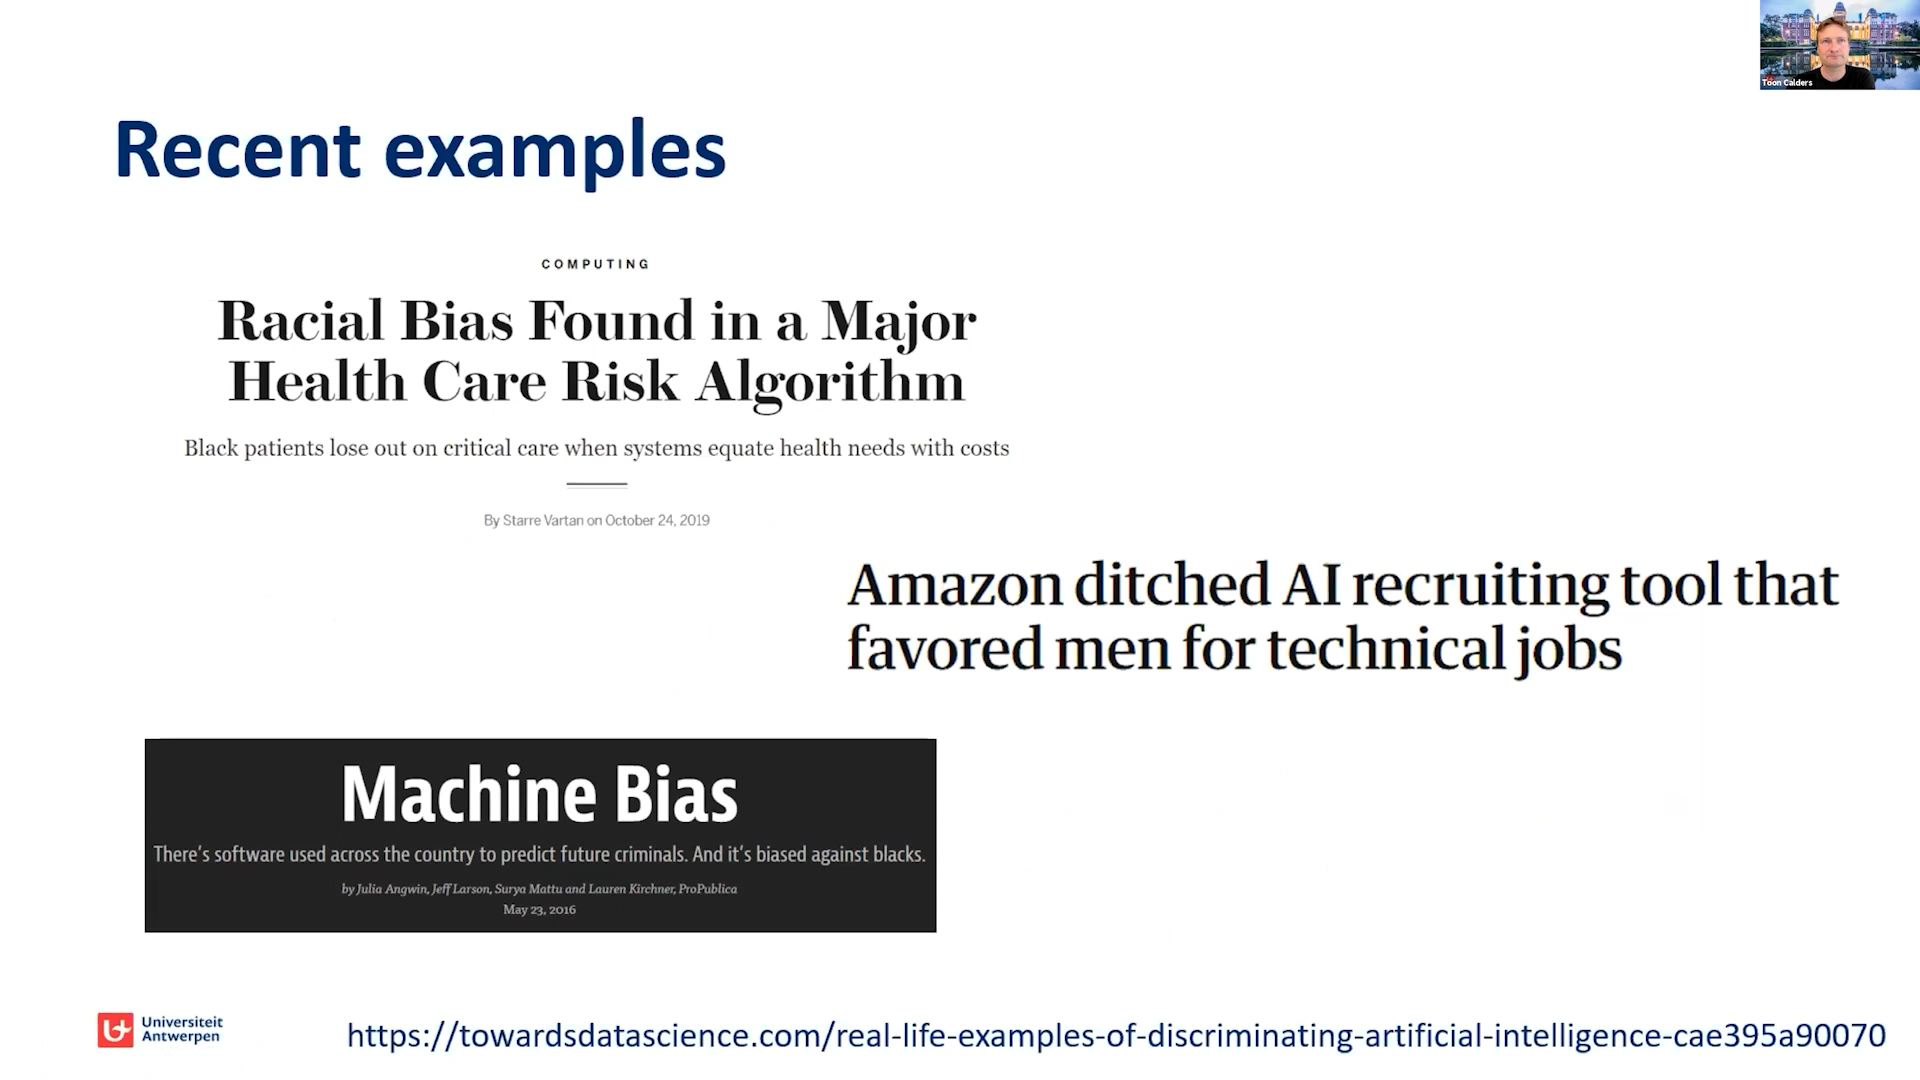 Toon Calders
Recent examples
COMPUTING
Racial Bias Found in a Major
Health Care Risk Algorithm
Black patients lose out on critical care when systems equate health needs with costs
By Starre Vartan on October 24, 2019
Amazon ditched AI recruiting tool that
favored men for technical jobs
Machine Bias
There's software used across the country to predict future criminals. And it's biased against blacks.
by Julia Angwin, Jeff Larson, Surya Mattu and Lauren Kirchner, ProPublica
May 23, 2016
Universiteit
Antwerpen
https://towardsdatascience.com/real-life-examples-of-discriminating-artificial-intelligence-cae395a90070